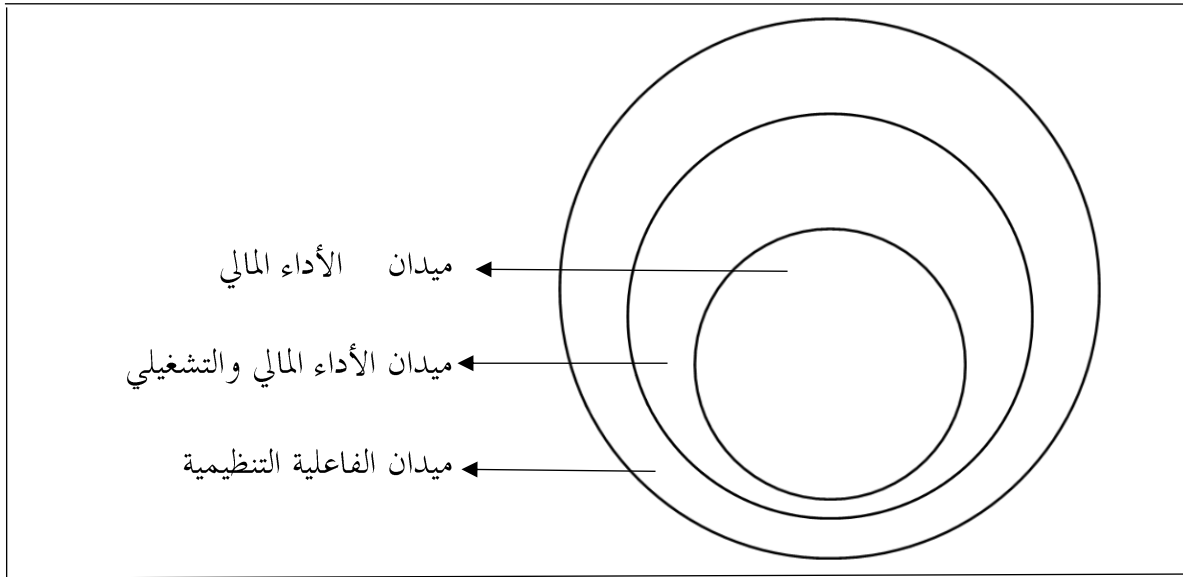 ميدان الأداء المالي
ميدان الأداء المالي والتشغيلي
ميدان الفاعلية التنظيمية